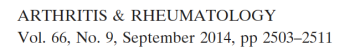 ARTHRITIS & RHEUMATOLOGY
Vol. 66, No. 9, September 2014, pp 2503–2511